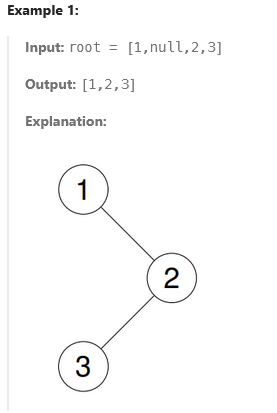 Example 1:
Input: root = [1,null,2,3]
Output: [1,2,3]
Explanation:
1
2
3